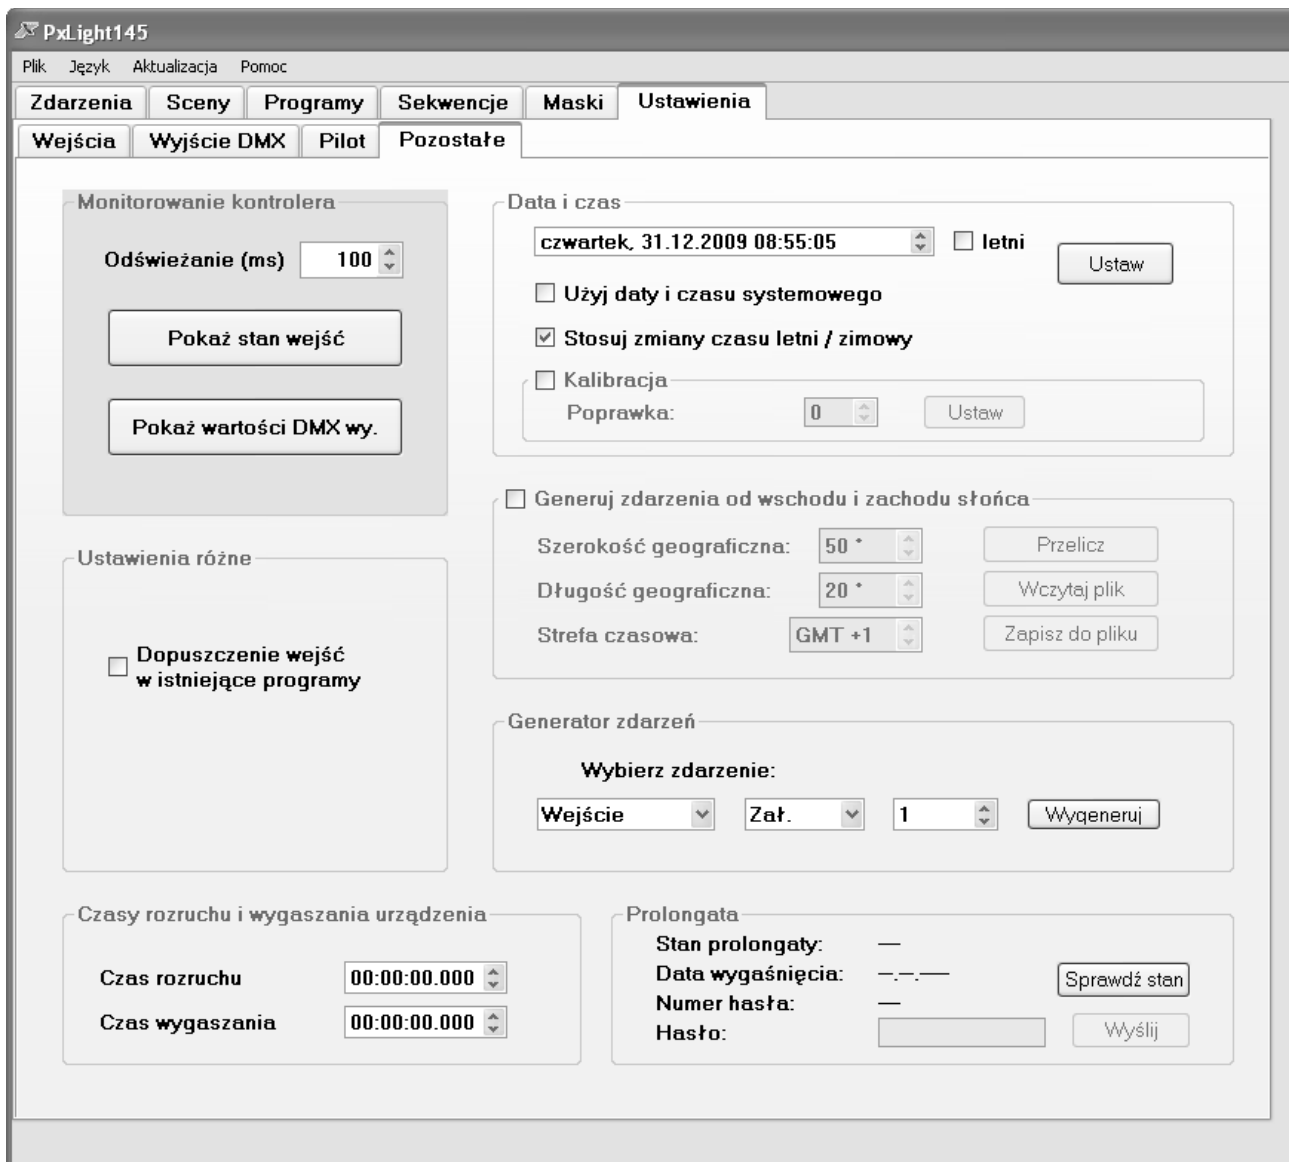 PxLight145
Plik Język Aktualizacja Pomoc
Zdarzenia Sceny Programy Sekwencje Maski Ustawienia
Wejścia Wyjście DMX Pilot Pozostałe
Monitorowanie kontrolera
Odświeżanie (ms) 100
Pokaż stan wejść
Pokaż wartości DMX wy.
Data i czas
czwartek, 31.12.2009 08:55:05 letni Ustaw
Użyj daty i czasu systemowego
Stosuj zmiany czasu letni / zimowy
Kalibracja
Poprawka: 0 Ustaw
Generuj zdarzenia od wschodu i zachodu słońca
Szerokość geograficzna: 50 ° Przelicz
Długość geograficzna: 20 ° Wczytaj plik
Strefa czasowa: GMT +1 Zapisz do pliku
Ustawienia różne
Dopuszczenie wejść
w istniejące programy
Generator zdarzeń
Wybierz zdarzenie:
Wejście Zał. 1 Wygeneruj
Czasy rozruchu i wygaszania urządzenia
Czas rozruchu 00:00:00.000
Czas wygaszania 00:00:00.000
Prolongata
Stan prolongaty: —
Data wygaśnięcia: –.–.—
Sprawdź stan
Numer hasła: —
Hasło: Wyślij